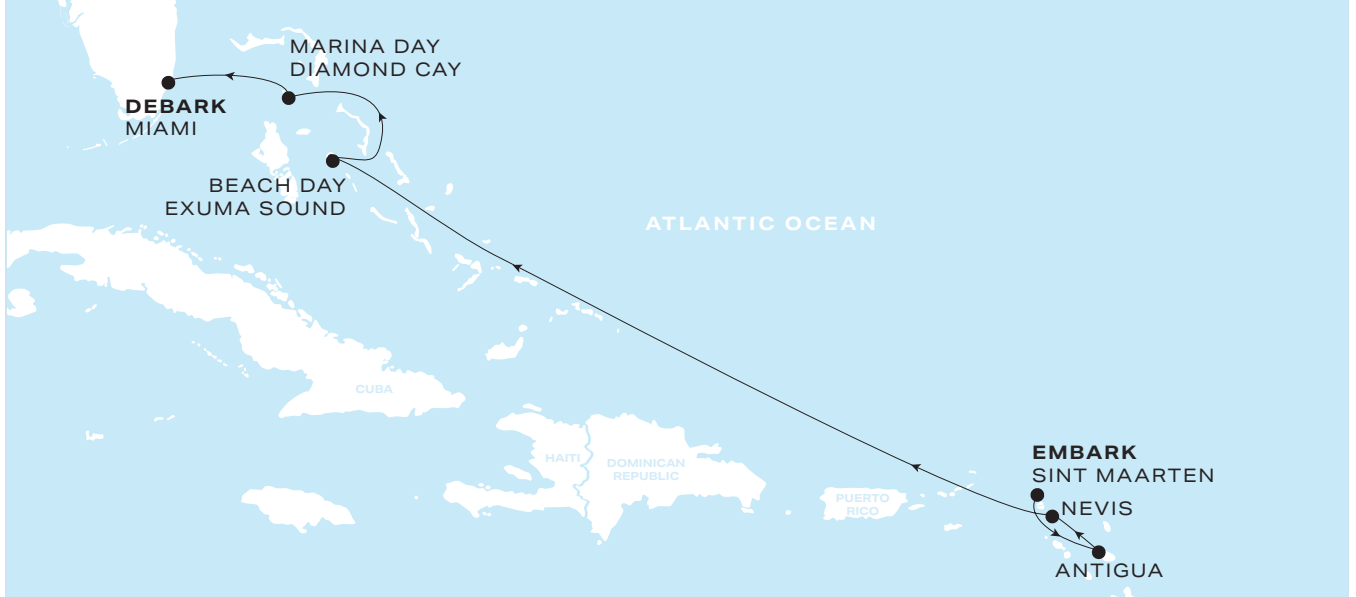 MARINA DAY
DIAMOND CAY
DEBARK
MIAMI
BEACH DAY
EXUMA SOUND
ATLANTIC OCEAN
CUBA
HAITI
DOMINICAN
REPUBLIC
PUERTO
RICO
EMBARK
SINT MAARTEN
NEVIS
ANTIGUA